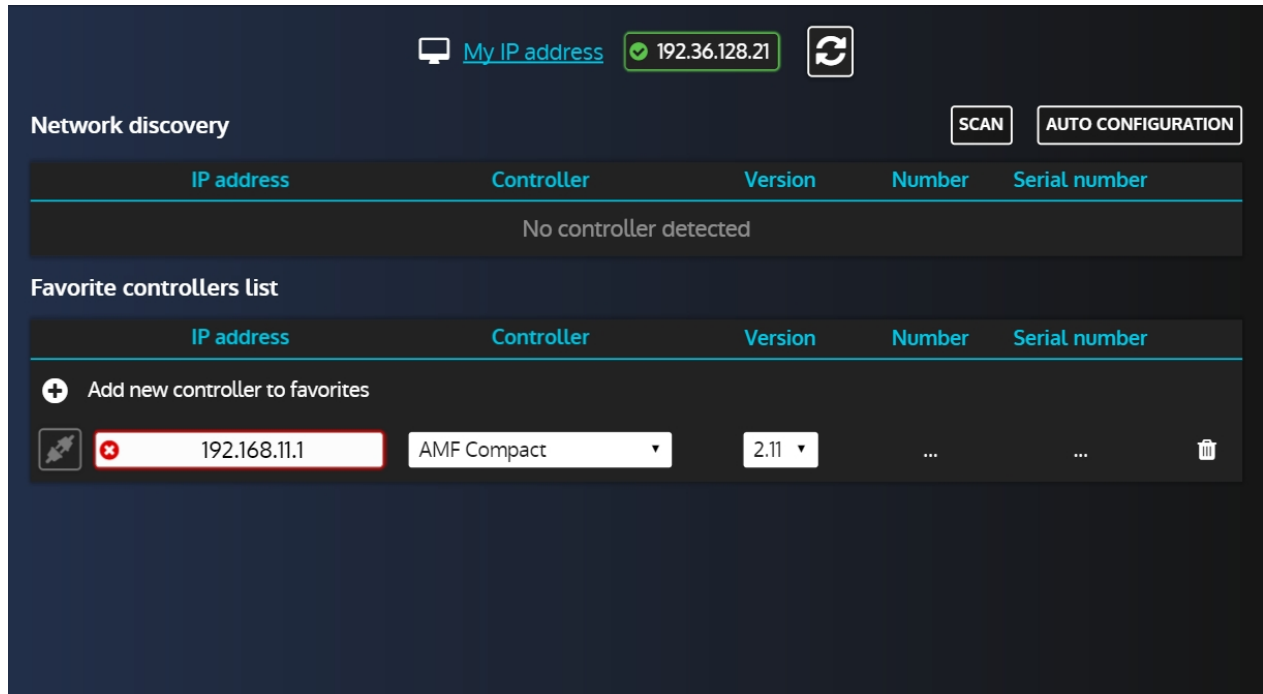 My IP address 192.36.128.21
Network discovery SCAN AUTO CONFIGURATION
IP address Controller Version Number Serial number
No controller detected
Favorite controllers list
IP address Controller Version Number Serial number
Add new controller to favorites
192.168.11.1 AMF Compact 2.11 ... ...